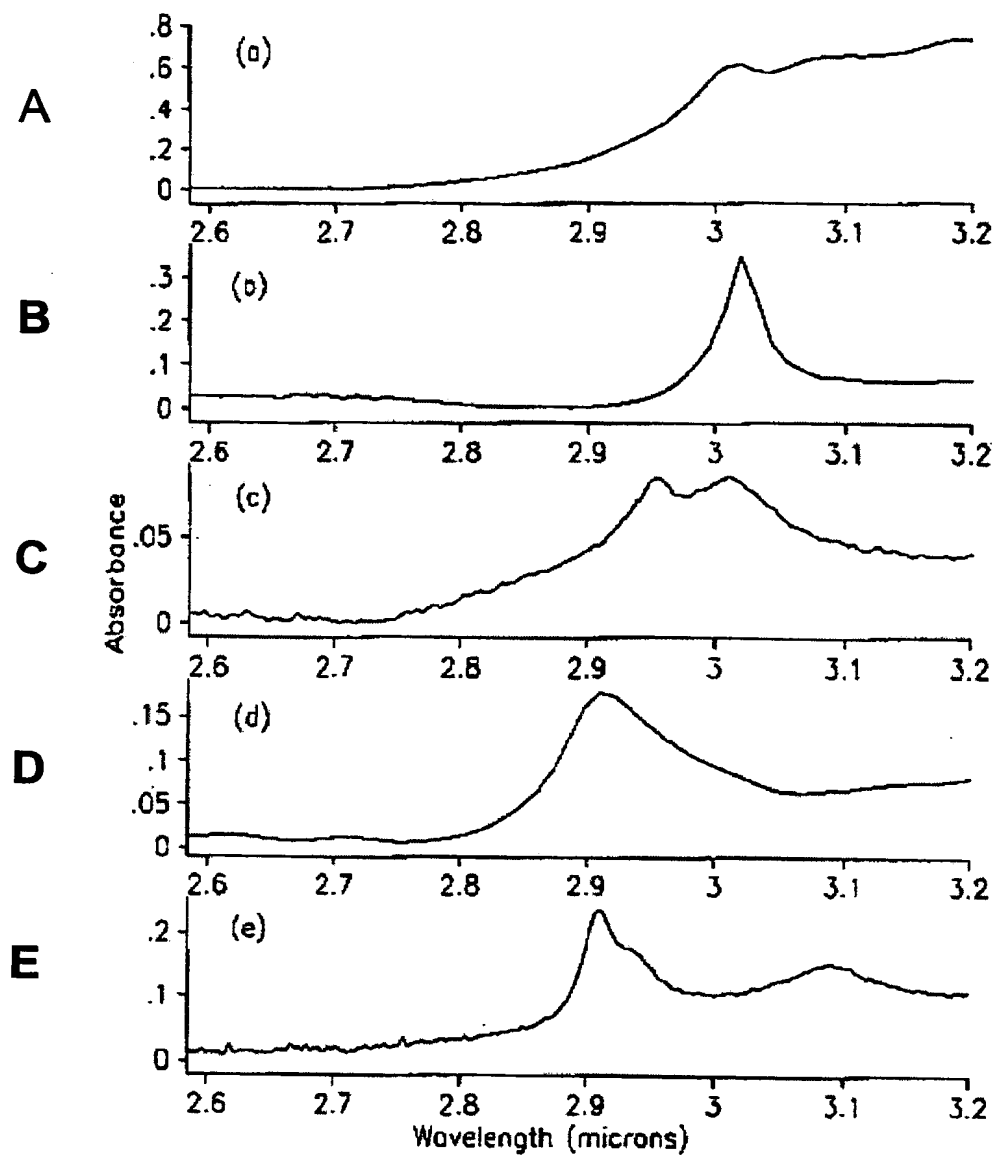 A
(a)
.8
.6
.4
.2
0
2.6 2.7 2.8 2.9 3 3.1 3.2
B
(b)
.3
.2
.1
0
2.6 2.7 2.8 2.9 3 3.1 3.2
C
(c)
.05
0
2.6 2.7 2.8 2.9 3 3.1 3.2
Absorbance
D
(d)
.15
.1
.05
0
2.6 2.7 2.8 2.9 3 3.1 3.2
E
(e)
.2
.1
0
2.6 2.7 2.8 2.9 3 3.1 3.2
Wavelength (microns)